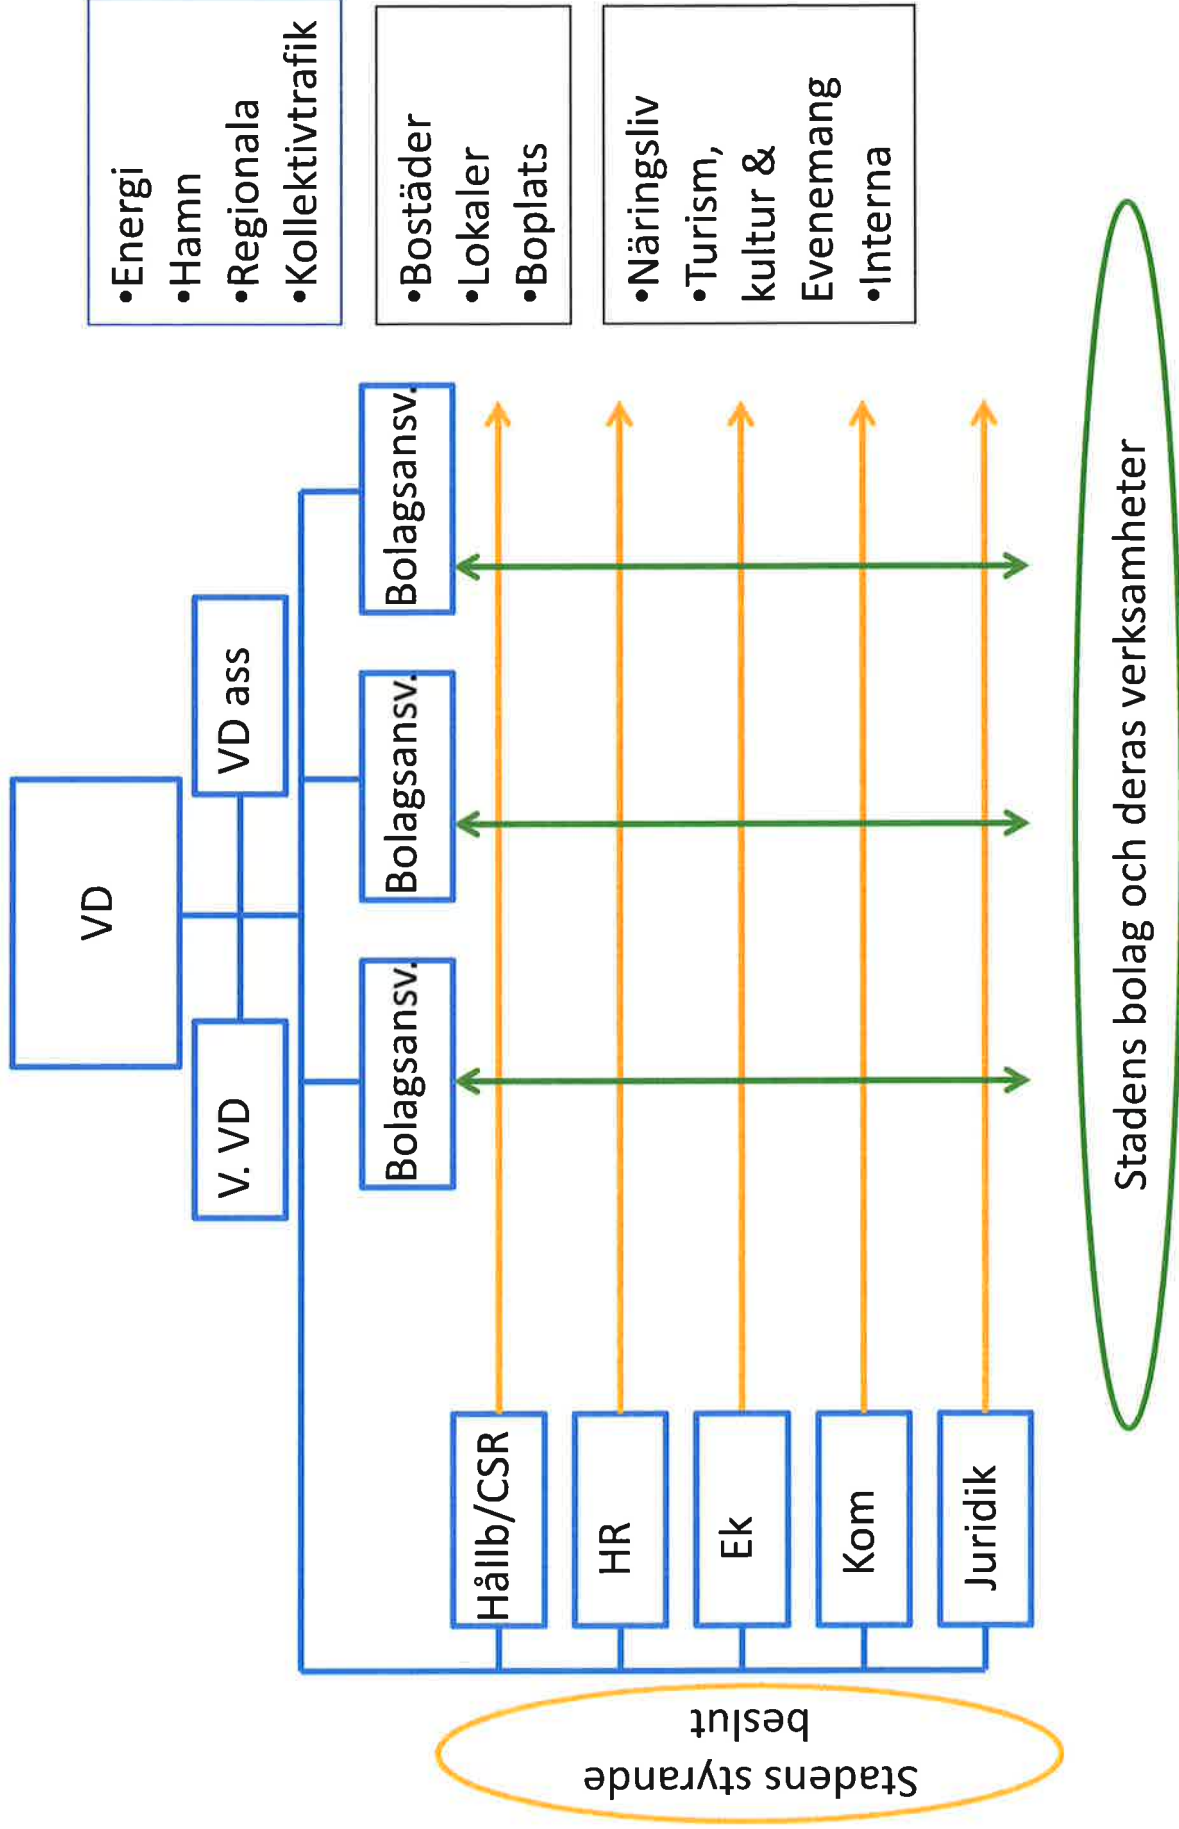 VD
V. VD
VD ass
Bolagsansv.
Bolagsansv.
Bolagsansv.
•Energi
•Hamn
•Regionala
•Kollektivtrafik
•Bostäder
•Lokaler
•Boplats
•Näringsliv
•Turism,
kultur &
Evenemang
•Interna
Hållb/CSR
HR
Ek
Kom
Juridik
Stadens styrande
beslut
Stadens bolag och deras verksamheter